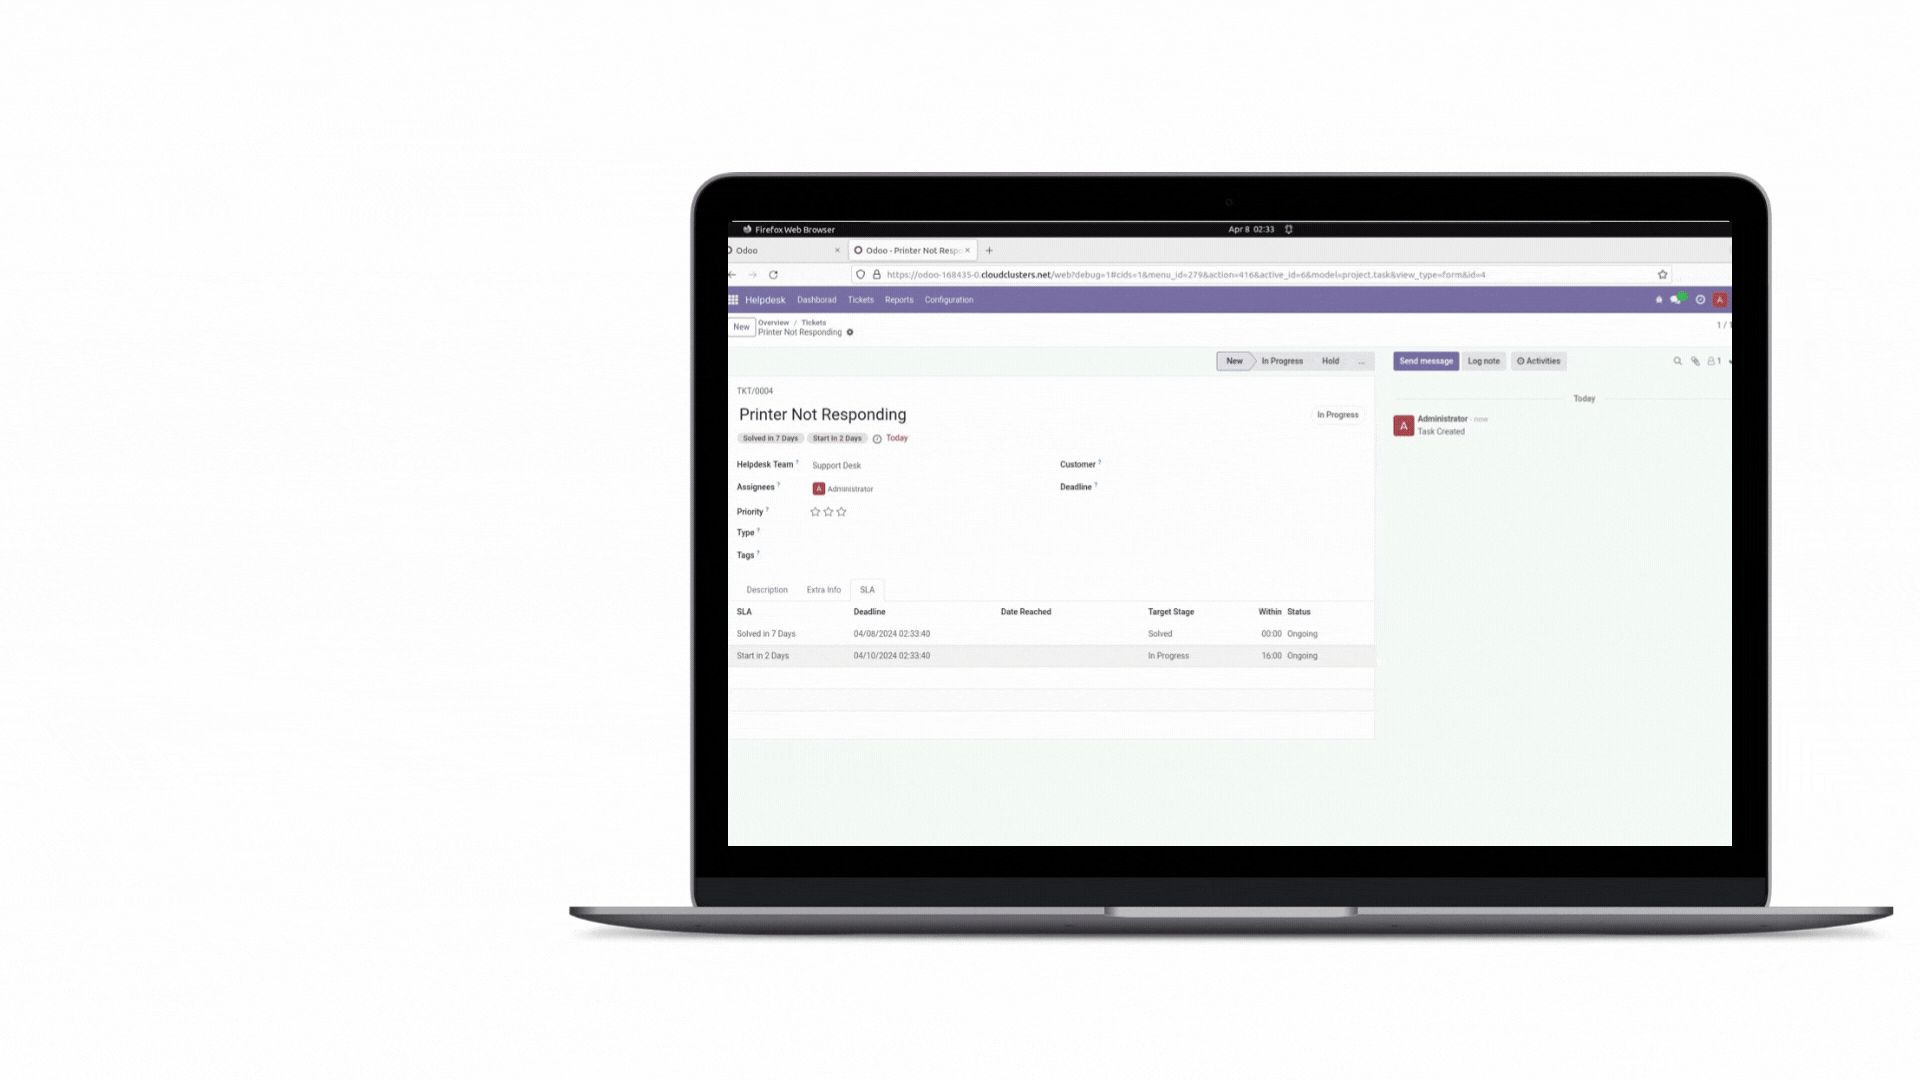 Firefox Web Browser
Apr 8 02:33
Odoo
Odoo - Printer Not Resp
https://odoo-168435-0.cloudclusters.net/web?debug=1#cids=1&menu_id=279&action=416&active_id=6&model=project.task&view_type=form&id=4
Helpdesk Dashborad Tickets Reports Configuration
A
New
Overview / Tickets
Printer Not Responding
1 / 1
New In Progress Hold ...
Send message Log note Activities
1
TKT/0004
Printer Not Responding
In Progress
Solved in 7 Days Start in 2 Days Today
Helpdesk Team ? Support Desk
Customer ?
Assignees ? A Administrator
Deadline ?
Priority ?
Type ?
Tags ?
Today
A
Administrator - now
Task Created
Description Extra Info SLA
SLA Deadline Date Reached Target Stage Within Status
Solved in 7 Days 04/08/2024 02:33:40 Solved 00:00 Ongoing
Start in 2 Days 04/10/2024 02:33:40 In Progress 16:00 Ongoing